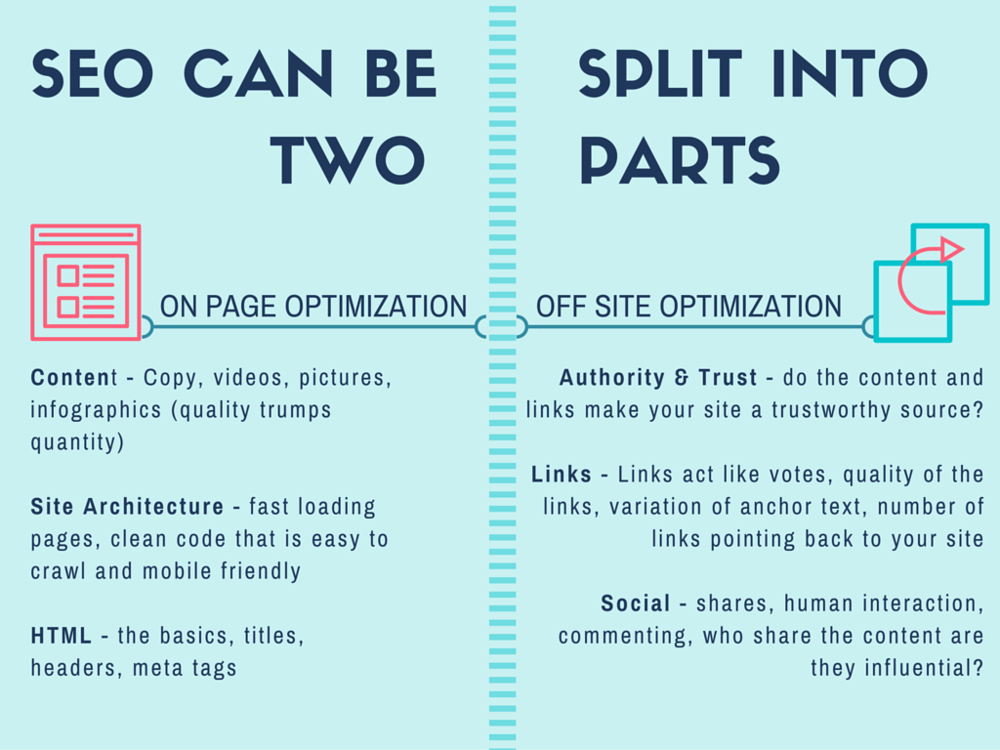 SEO CAN BE SPLIT INTO
TWO PARTS
ON PAGE OPTIMIZATION
Content - Copy, videos, pictures,
infographics (quality trumps
quantity)
Site Architecture - fast loading
pages, clean code that is easy to
crawl and mobile friendly
HTML - the basics, titles,
headers, meta tags
OFF SITE OPTIMIZATION
Authority & Trust - do the content and
links make your site a trustworthy source?
Links - Links act like votes, quality of the
links, variation of anchor text, number of
links pointing back to your site
Social - shares, human interaction,
commenting, who share the content are
they influential?